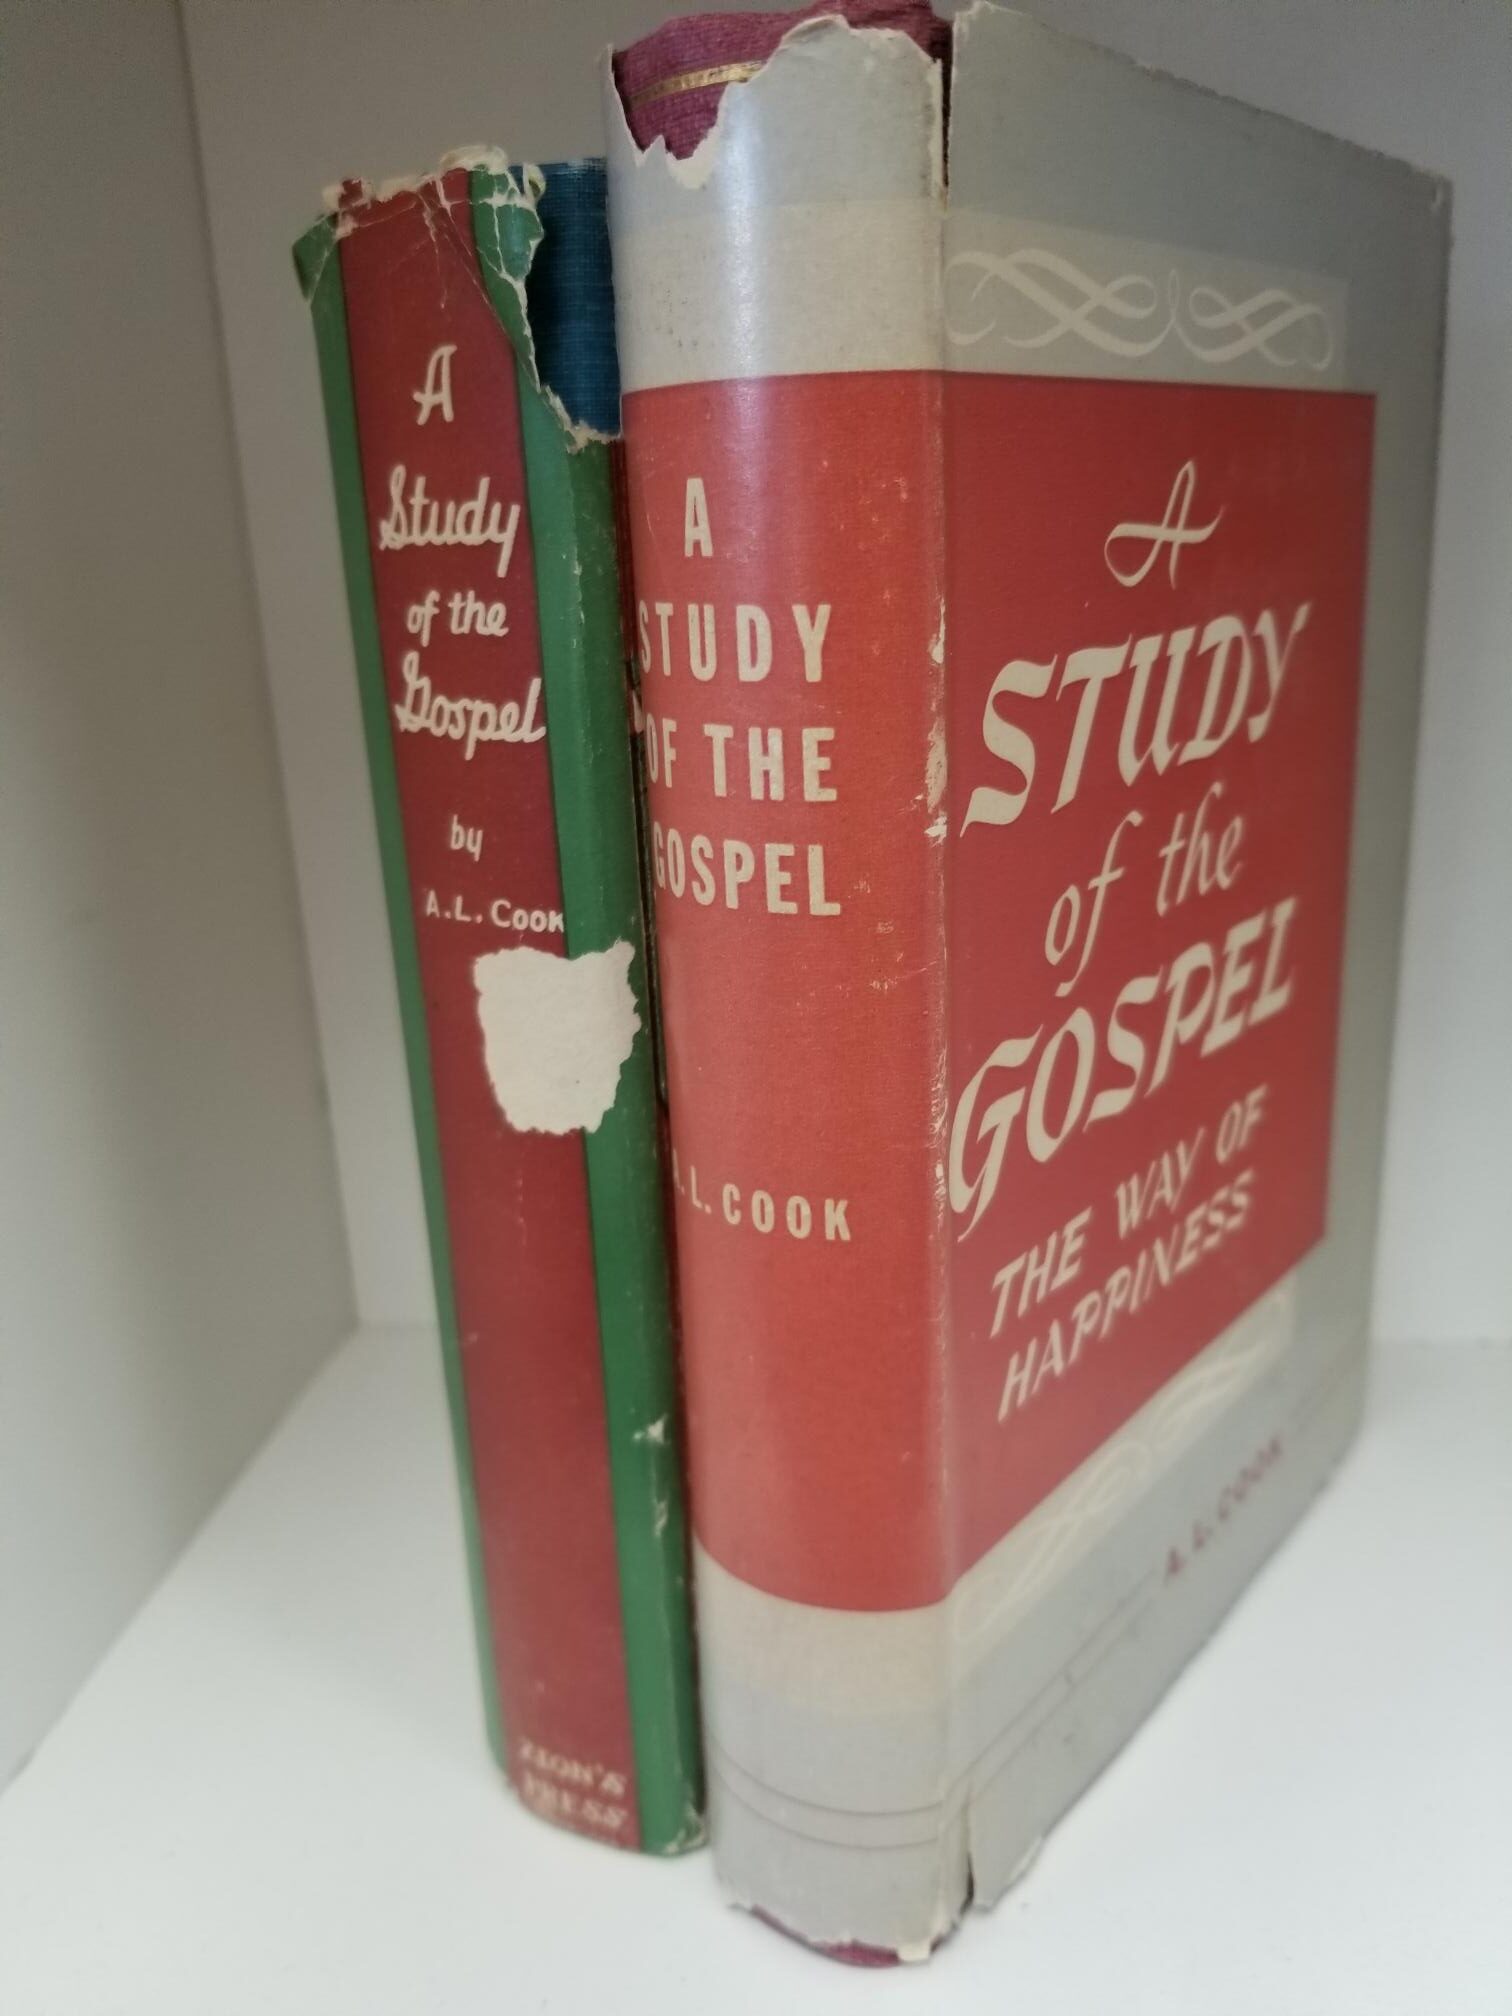 A
Study
of the
Gospel
by
A.L. Cook
ZION'S
PRESS
A
STUDY
OF THE
GOSPEL
A.L. COOK
A
STUDY
of the
GOSPEL
THE WAY OF
HAPPINESS
A. L. COOK